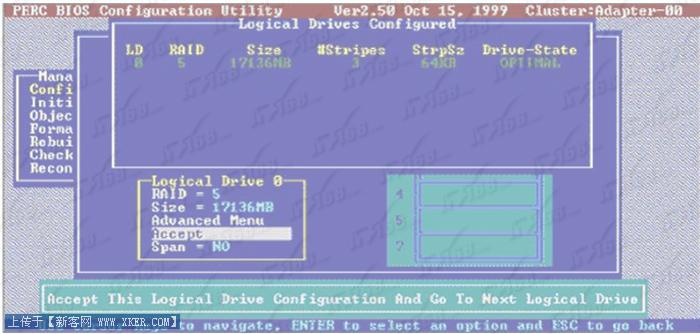 PERC BIOS Configuration Utility Ver2.50 Oct 15, 1999 Cluster:Adapter-00
Logical Drives Configured
LD RAID Size #Stripes StrpSz Drive-State
0 5 17136MB 3 64KB OPTIMAL
Mana
Confi
Initi
Objec
Forma
Rebui
Check
Recon
Logical Drive 0
RAID = 5
Size = 17136MB
Advanced Menu
Accept
Span = NO
4
5
?
Accept This Logical Drive Configuration And Go To Next Logical Drive
to navigate, ENTER to select an option and ESC to go back
上传于【新客网 www.XKER.com】